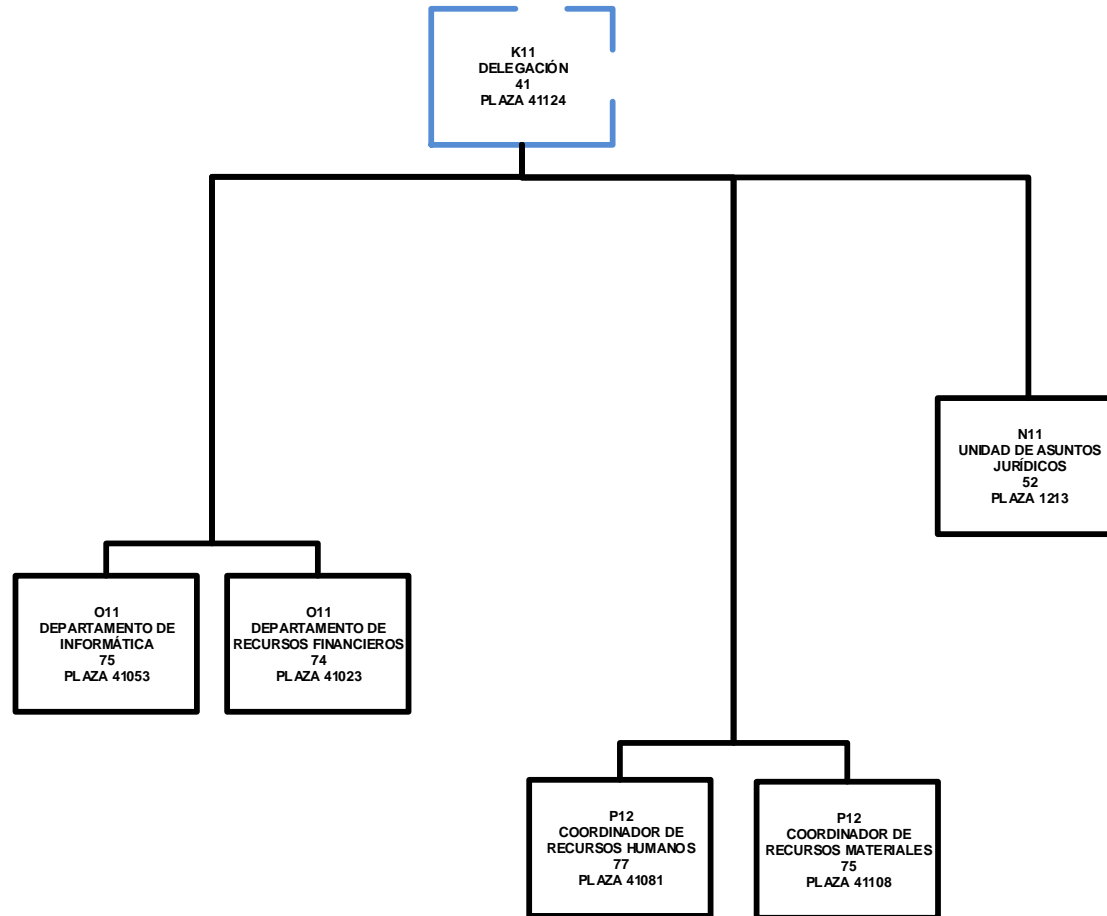 K11
DELEGACIÓN
41
PLAZA 41124
N11
UNIDAD DE ASUNTOS
JURÍDICOS
52
PLAZA 1213
O11
DEPARTAMENTO DE
INFORMÁTICA
75
PLAZA 41053
O11
DEPARTAMENTO DE
RECURSOS FINANCIEROS
74
PLAZA 41023
P12
COORDINADOR DE
RECURSOS HUMANOS
77
PLAZA 41081
P12
COORDINADOR DE
RECURSOS MATERIALES
75
PLAZA 41108